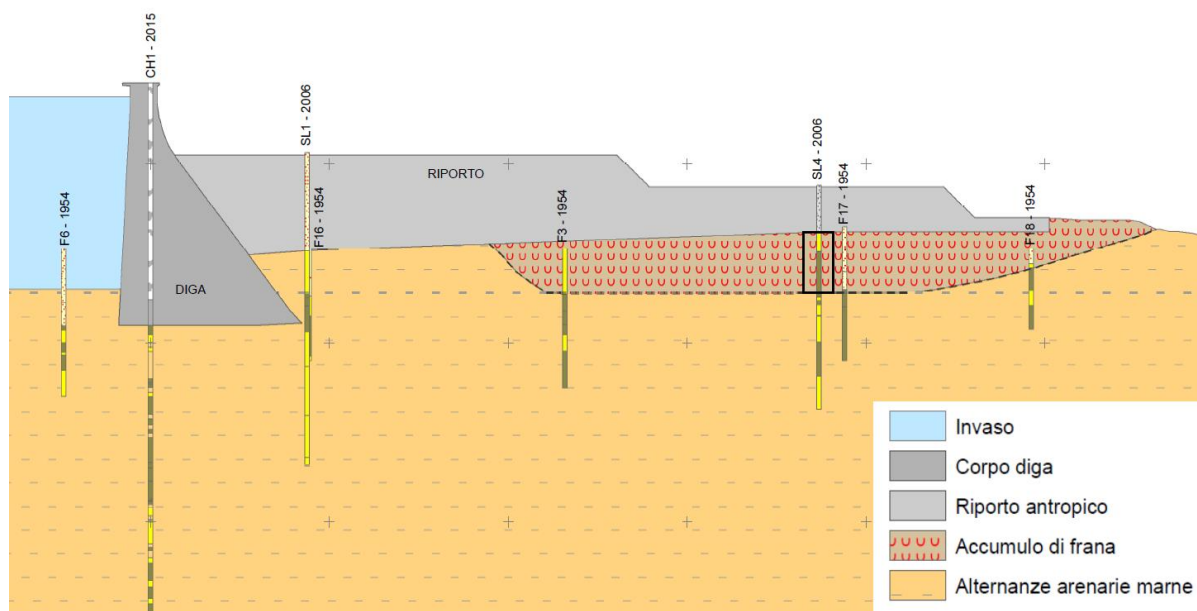 CH1 - 2015
SL1 - 2006
F16 - 1954
F6 - 1954
RIPORTO
F3 - 1954
SL4 - 2006
F17 - 1954
F18 - 1954
DIGA
Invaso
Corpo diga
Riporto antropico
Accumulo di frana
Alternanze arenarie marne